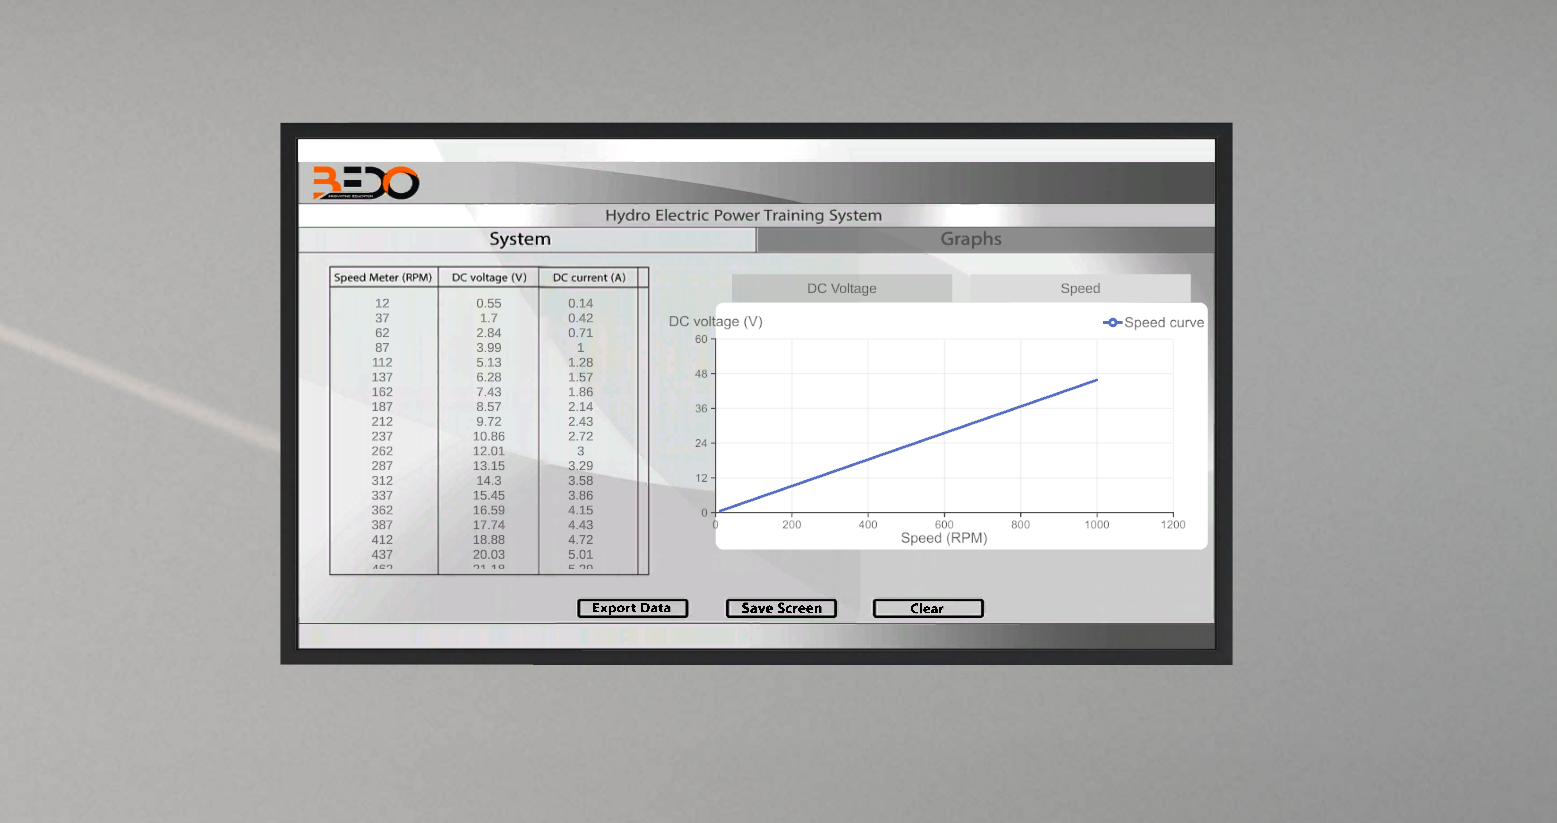 BEDO
Hydro Electric Power Training System
System
Graphs
Speed Meter (RPM) DC voltage (V) DC current (A)
12 0.55 0.14
37 1.7 0.42
62 2.84 0.71
87 3.99 1
112 5.13 1.28
137 6.28 1.57
162 7.43 1.86
187 8.57 2.14
212 9.72 2.43
237 10.86 2.72
262 12.01 3
287 13.15 3.29
312 14.3 3.58
337 15.45 3.86
362 16.59 4.15
387 17.74 4.43
412 18.88 4.72
437 20.03 5.01
462 21.18 5.29
DC Voltage
Speed
DC voltage (V)
Speed curve
60
48
36
24
12
0
0 200 400 600 800 1000 1200
Speed (RPM)
Export Data
Save Screen
Clear